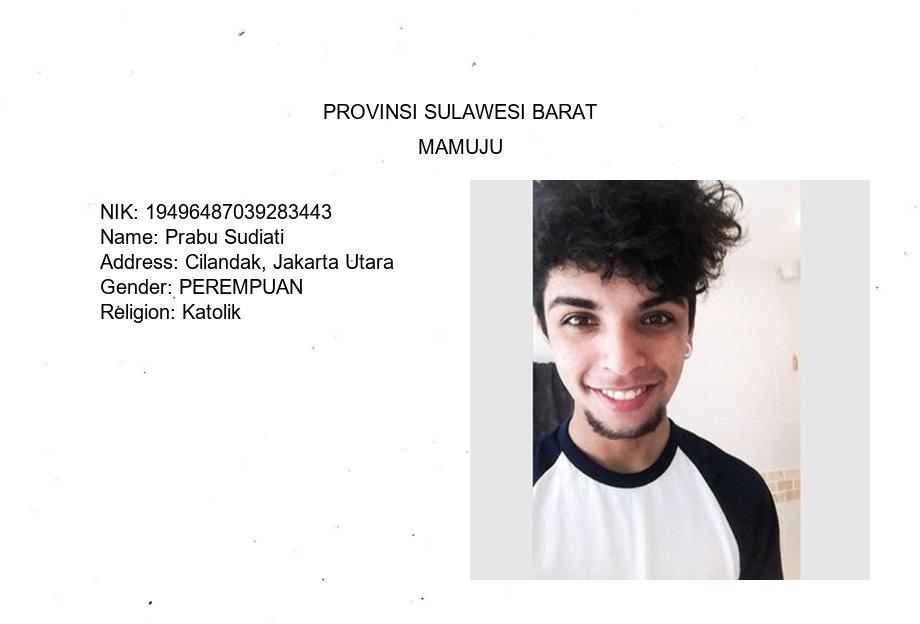 PROVINSI SULAWESI BARAT
MAMUJU
NIK: 19496487039283443
Name: Prabu Sudiati
Address: Cilandak, Jakarta Utara
Gender: PEREMPUAN
Religion: Katolik